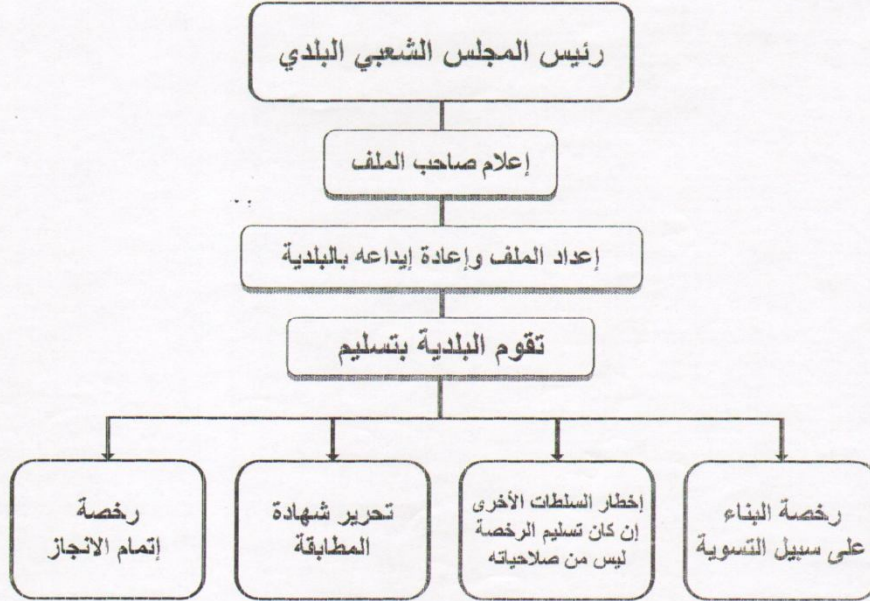 رئيس المجلس الشعبي البلدي
إعلام صاحب الملف
إعداد الملف وإعادة إيداعه بالبلدية
تقوم البلدية بتسليم
رخصة البناء
على سبيل التسوية
إخطار السلطات الأخرى
إن كان تسليم الرخصة
ليس من صلاحياته
تحرير شهادة
المطابقة
رخصة
إتمام الانجاز